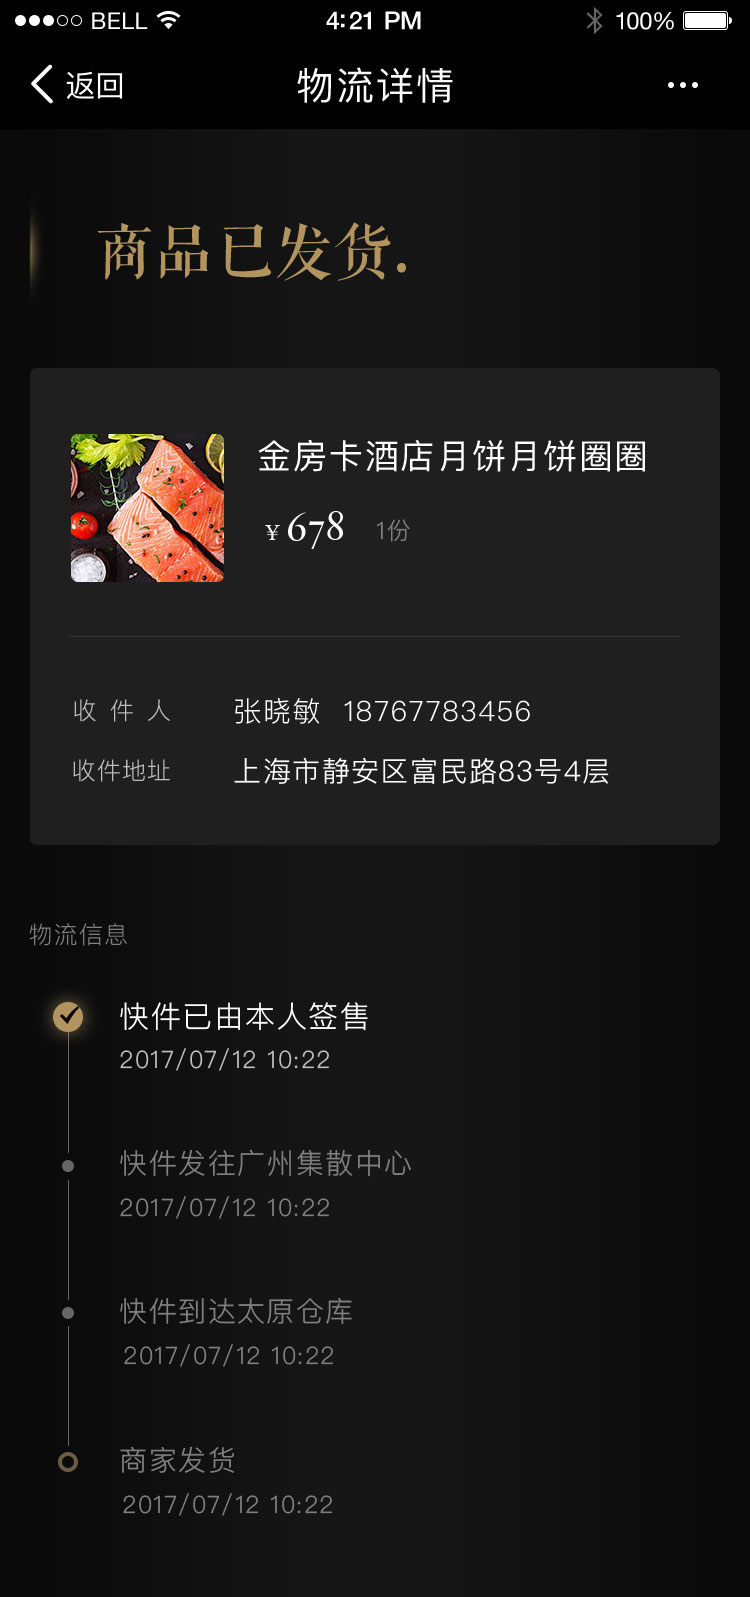 BELL 4:21 PM 100%
返回 物流详情
商品已发货.
金房卡酒店月饼月饼圈圈
¥678 1份
收件人 张晓敏 18767783456
收件地址 上海市静安区富民路83号4层
物流信息
快件已由本人签售
2017/07/12 10:22
快件发往广州集散中心
2017/07/12 10:22
快件到达太原仓库
2017/07/12 10:22
商家发货
2017/07/12 10:22